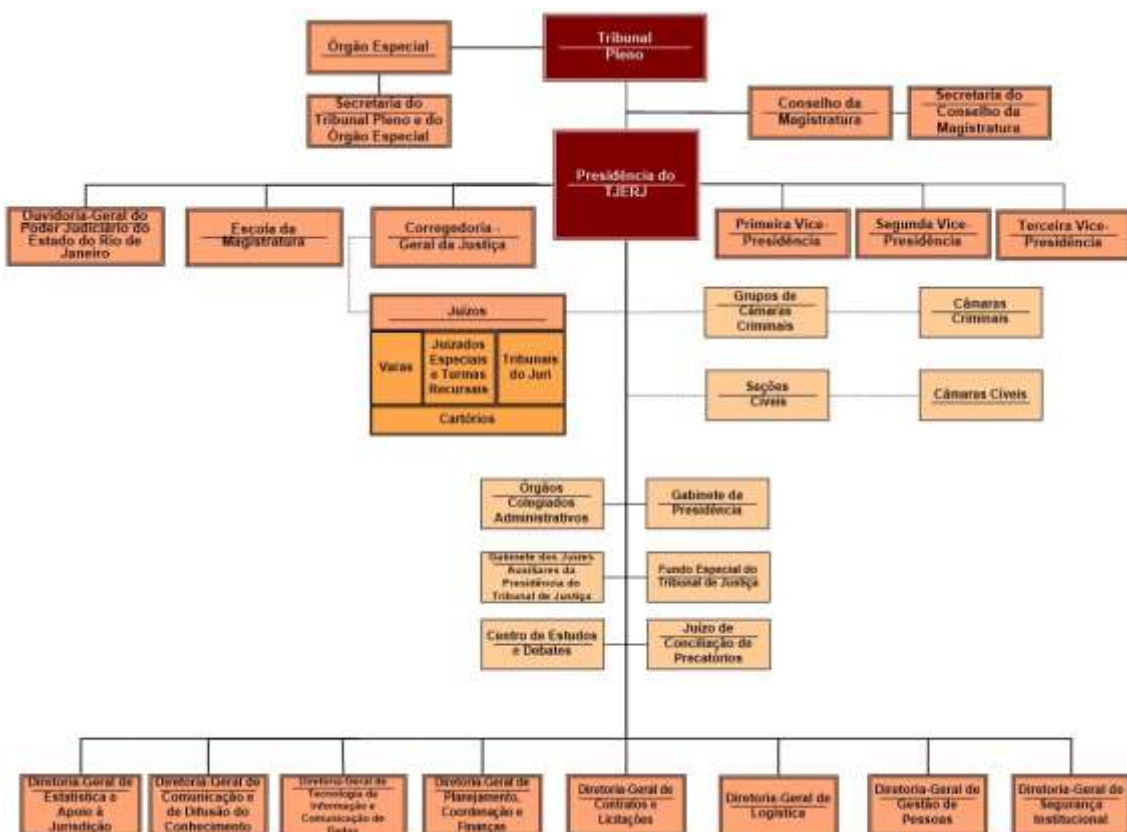 Tribunal
Pleno
Órgão Especial
Secretaria do
Tribunal Pleno e do
Órgão Especial
Conselho da
Magistratura
Secretaria do
Conselho da
Magistratura
Presidência do
TJERJ
Ouvidoria-Geral do
Poder Judiciário do
Estado do Rio de
Janeiro
Escola da
Magistratura
Corregedoria -
Geral da Justiça
Primeira Vice-
Presidência
Segunda Vice-
Presidência
Terceira Vice-
Presidência
Juízos
Varas
Juizados
Especiais
e Turmas
Recursais
Tribunais
do Juri
Cartórios
Grupos de
Câmaras
Criminais
Câmaras
Criminais
Seções
Cíveis
Câmaras Cíveis
Órgãos
Colegiados
Administrativos
Gabinete da
Presidência
Gabinete dos Juízes
Auxiliares da
Presidência do
Tribunal de Justiça
Fundo Especial do
Tribunal de Justiça
Centro de Estudos
e Debates
Juízo de
Conciliação de
Precatórios
Diretoria-Geral de
Estatística e
Apoio à
Jurisdição
Diretoria-Geral de
Comunicação e
de Difusão do
Conhecimento
Diretoria-Geral de
Tecnologia da
Informação e
Comunicação de
Dados
Diretoria-Geral de
Planejamento,
Coordenação e
Finanças
Diretoria-Geral de
Contratos e
Licitações
Diretoria-Geral de
Logística
Diretoria-Geral de
Gestão de
Pessoas
Diretoria-Geral de
Segurança
Institucional